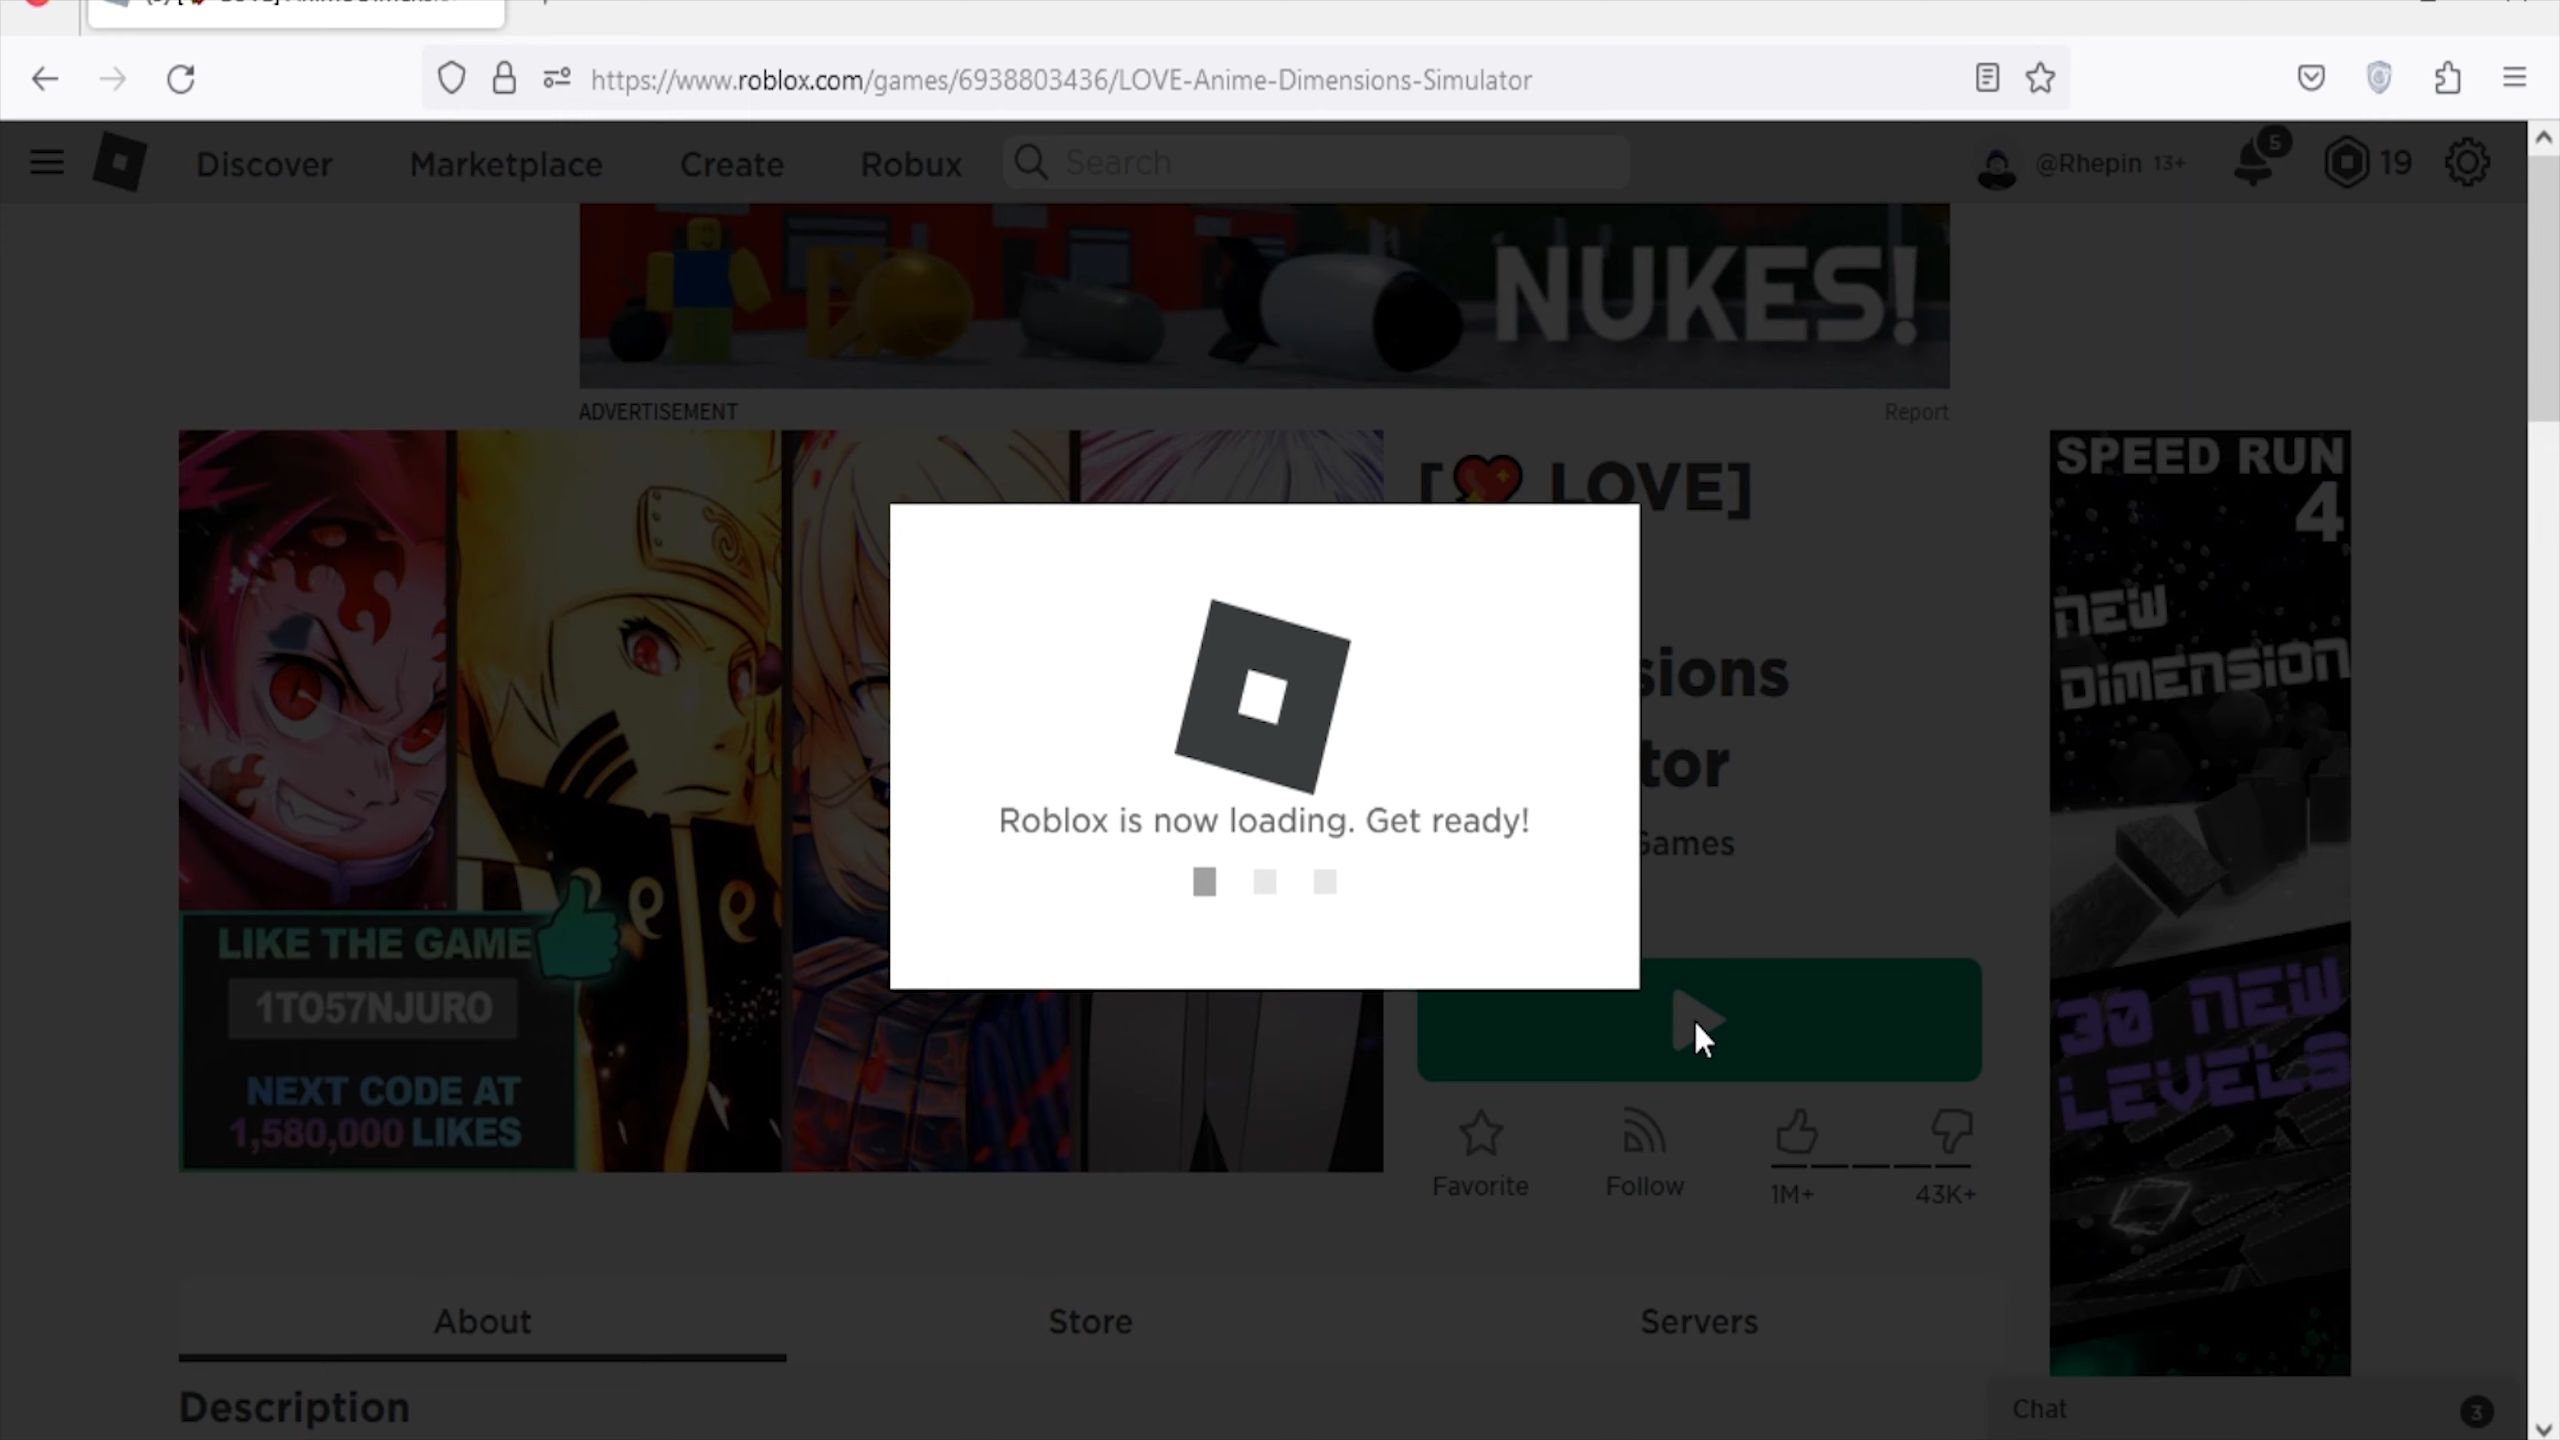 https://www.roblox.com/games/6938803436/LOVE-Anime-Dimensions-Simulator
Discover
Marketplace
Create
Robux
Search
@Rhepin 13+
5
19
NUKES!
ADVERTISEMENT
Report
[💖 LOVE]
sions
tor
Games
Roblox is now loading. Get ready!
LIKE THE GAME
1TO57NJURO
NEXT CODE AT
1,580,000 LIKES
SPEED RUN
4
NEW
DIMENSION
30 NEW
LEVELS
Favorite
Follow
1M+
43K+
About
Store
Servers
Description
Chat
3